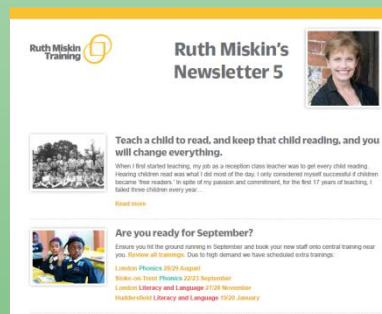 Ruth Miskin
Training
Ruth Miskin's
Newsletter 5
Teach a child to read, and keep that child reading, and you
will change everything.
When I first started teaching, my job as a reception class teacher was to get every child reading.
Hearing children read was what I did most of the day. I only considered myself successful if children
became 'free readers.' In spite of my passion and commitment, for the first 17 years of teaching, I
failed three children every year...
Read more
Are you ready for September?
Ensure you hit the ground running in September and book your new staff onto central training near
you. Review all trainings. Due to high demand we have scheduled extra trainings:
London Phonics 28/29 August
Stoke-on-Trent Phonics 22/23 September
London Literacy and Language 27/28 November
Huddersfield Literacy and Language 19/20 January